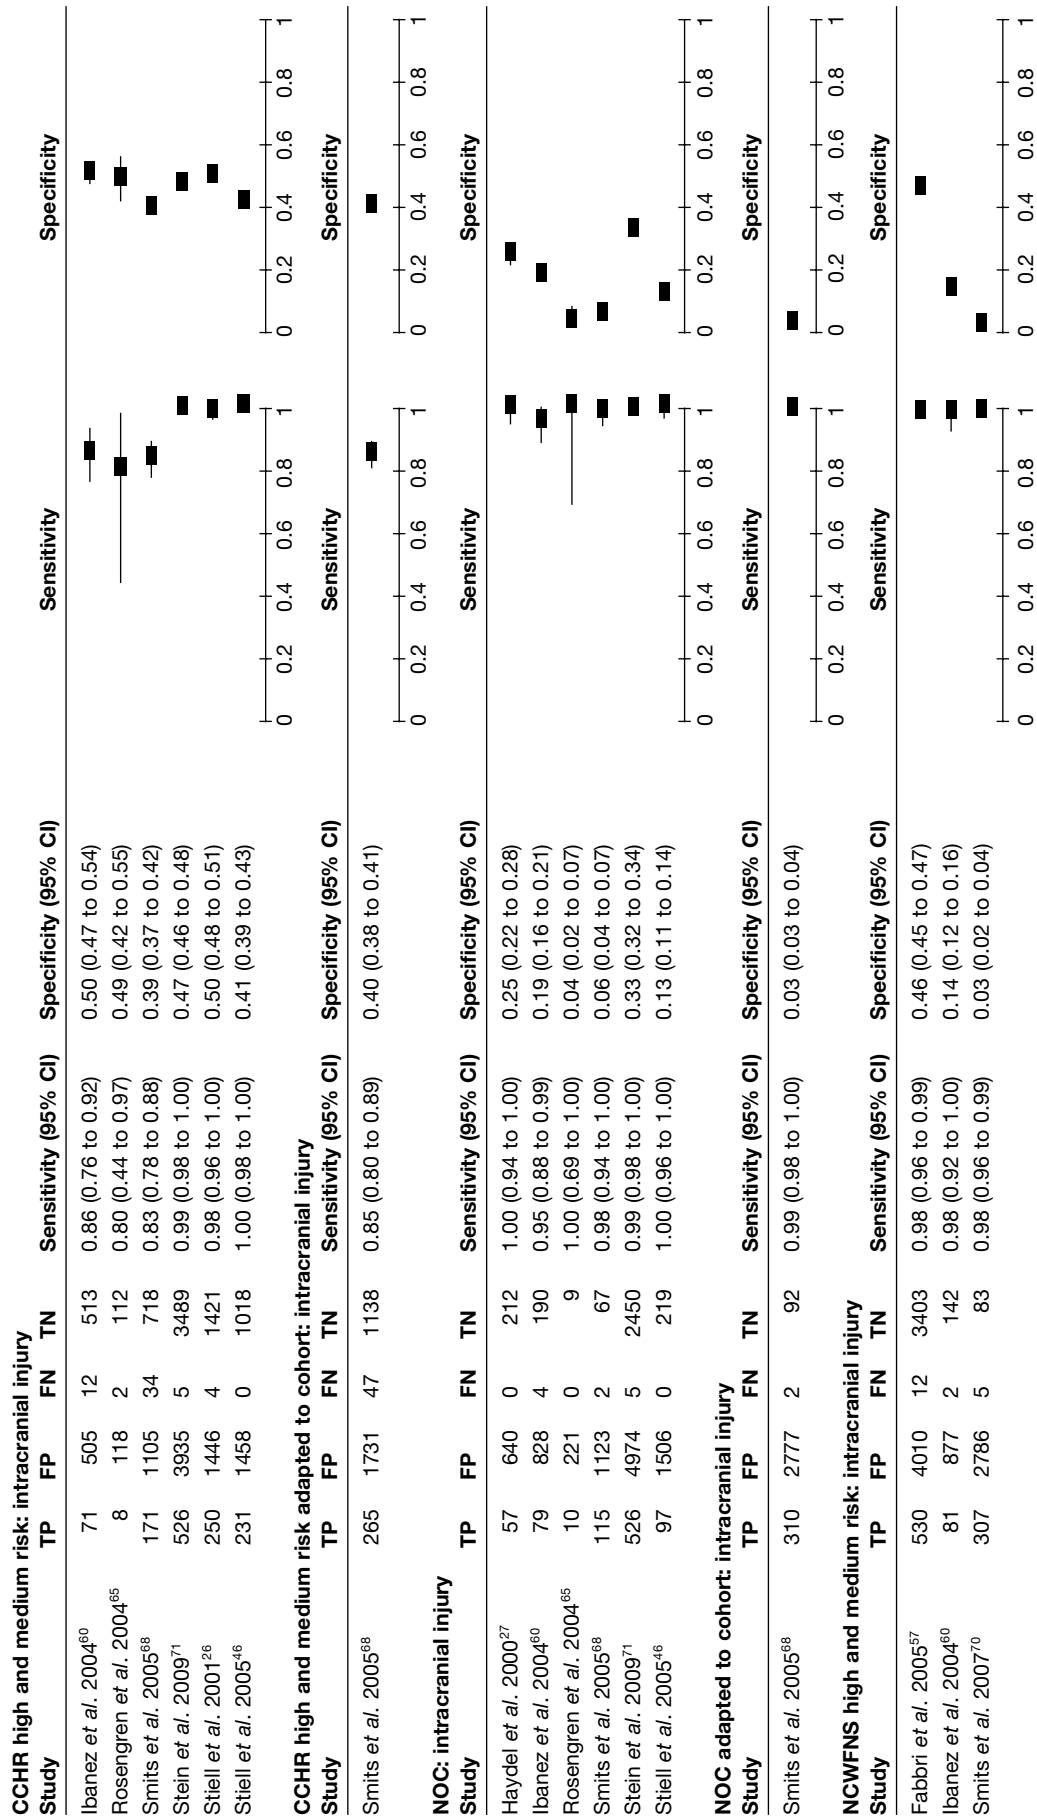 CCHR high and medium risk: intracranial injury
Study TP FP FN TN Sensitivity (95% CI) Specificity (95% CI) Sensitivity Specificity
Ibanez et al. 2004⁶⁰ 71 505 12 513 0.86 (0.76 to 0.92) 0.50 (0.47 to 0.54)
Rosengren et al. 2004⁶⁵ 8 118 2 112 0.80 (0.44 to 0.97) 0.49 (0.42 to 0.55)
Smits et al. 2005⁶⁸ 171 1105 34 718 0.83 (0.78 to 0.88) 0.39 (0.37 to 0.42)
Stein et al. 2009⁷¹ 526 3935 5 3489 0.99 (0.98 to 1.00) 0.47 (0.46 to 0.48)
Stiell et al. 2001²⁶ 250 1446 4 1421 0.98 (0.96 to 1.00) 0.50 (0.48 to 0.51)
Stiell et al. 2005⁴⁶ 231 1458 0 1018 1.00 (0.98 to 1.00) 0.41 (0.39 to 0.43)
0 0.2 0.4 0.6 0.8 1 0 0.2 0.4 0.6 0.8 1
CCHR high and medium risk adapted to cohort: intracranial injury
Study TP FP FN TN Sensitivity (95% CI) Specificity (95% CI) Sensitivity Specificity
Smits et al. 2005⁶⁸ 265 1731 47 1138 0.85 (0.80 to 0.89) 0.40 (0.38 to 0.41)
0 0.2 0.4 0.6 0.8 1 0 0.2 0.4 0.6 0.8 1
NOC: intracranial injury
Study TP FP FN TN Sensitivity (95% CI) Specificity (95% CI) Sensitivity Specificity
Haydel et al. 2000²⁷ 57 640 0 212 1.00 (0.94 to 1.00) 0.25 (0.22 to 0.28)
Ibanez et al. 2004⁶⁰ 79 828 4 190 0.95 (0.88 to 0.99) 0.19 (0.16 to 0.21)
Rosengren et al. 2004⁶⁵ 10 221 0 9 1.00 (0.69 to 1.00) 0.04 (0.02 to 0.07)
Smits et al. 2005⁶⁸ 115 1123 2 67 0.98 (0.94 to 1.00) 0.06 (0.04 to 0.07)
Stein et al. 2009⁷¹ 526 4974 5 2450 0.99 (0.98 to 1.00) 0.33 (0.32 to 0.34)
Stiell et al. 2005⁴⁶ 97 1506 0 219 1.00 (0.96 to 1.00) 0.13 (0.11 to 0.14)
0 0.2 0.4 0.6 0.8 1 0 0.2 0.4 0.6 0.8 1
NOC adapted to cohort: intracranial injury
Study TP FP FN TN Sensitivity (95% CI) Specificity (95% CI) Sensitivity Specificity
Smits et al. 2005⁶⁸ 310 2777 2 92 0.99 (0.98 to 1.00) 0.03 (0.03 to 0.04)
0 0.2 0.4 0.6 0.8 1 0 0.2 0.4 0.6 0.8 1
NCWFNS high and medium risk: intracranial injury
Study TP FP FN TN Sensitivity (95% CI) Specificity (95% CI) Sensitivity Specificity
Fabbri et al. 2005⁵⁷ 530 4010 12 3403 0.98 (0.96 to 0.99) 0.46 (0.45 to 0.47)
Ibanez et al. 2004⁶⁰ 81 877 2 142 0.98 (0.92 to 1.00) 0.14 (0.12 to 0.16)
Smits et al. 2007⁷⁰ 307 2786 5 83 0.98 (0.96 to 0.99) 0.03 (0.02 to 0.04)
0 0.2 0.4 0.6 0.8 1 0 0.2 0.4 0.6 0.8 1